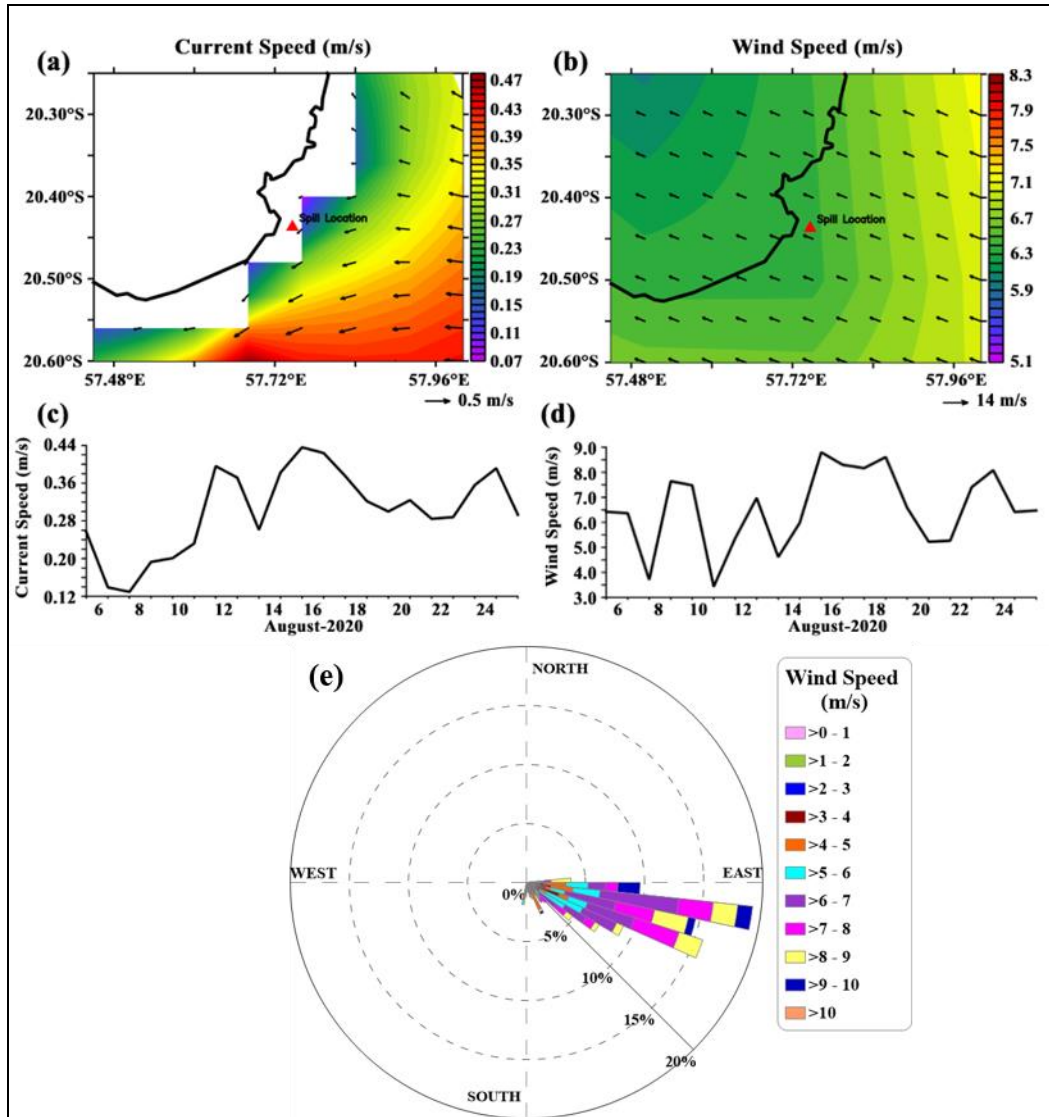 Current Speed (m/s)
(a)
20.30°S
20.40°S
20.50°S
20.60°S
57.48°E
57.72°E
57.96°E
Spill Location
0.47
0.43
0.39
0.35
0.31
0.27
0.23
0.19
0.15
0.11
0.07
0.5 m/s
Wind Speed (m/s)
(b)
20.30°S
20.40°S
20.50°S
20.60°S
57.48°E
57.72°E
57.96°E
Spill Location
8.3
7.9
7.5
7.1
6.7
6.3
5.9
5.5
5.1
14 m/s
(c)
Current Speed (m/s)
0.44
0.36
0.28
0.20
0.12
6 8 10 12 14 16 18 20 22 24
August-2020
(d)
Wind Speed (m/s)
9.0
8.0
7.0
6.0
5.0
4.0
3.0
6 8 10 12 14 16 18 20 22 24
August-2020
(e)
NORTH
WEST
EAST
SOUTH
0%
5%
10%
15%
20%
Wind Speed
(m/s)
>0 - 1
>1 - 2
>2 - 3
>3 - 4
>4 - 5
>5 - 6
>6 - 7
>7 - 8
>8 - 9
>9 - 10
>10